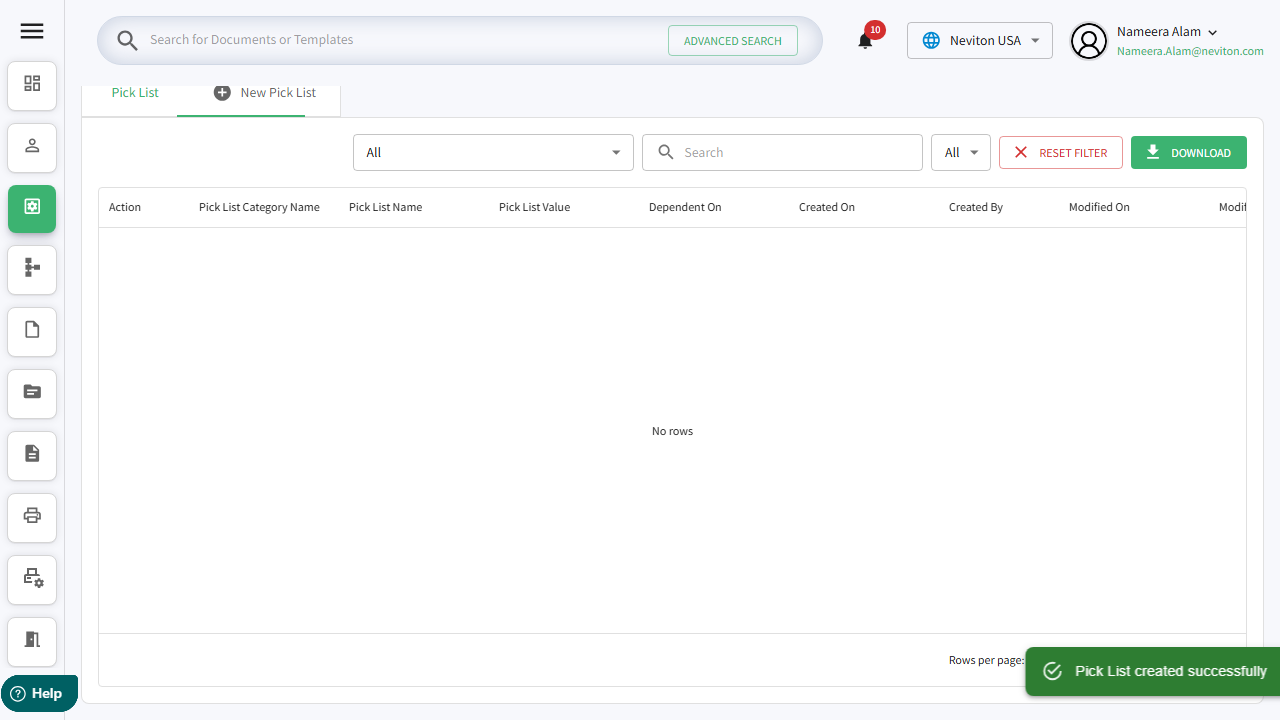 Search for Documents or Templates
ADVANCED SEARCH
10
Neviton USA
Nameera Alam
Nameera.Alam@neviton.com
Pick List
New Pick List
All
Search
All
RESET FILTER
DOWNLOAD
Action
Pick List Category Name
Pick List Name
Pick List Value
Dependent On
Created On
Created By
Modified On
Modif
No rows
Rows per page:
Pick List created successfully
Help